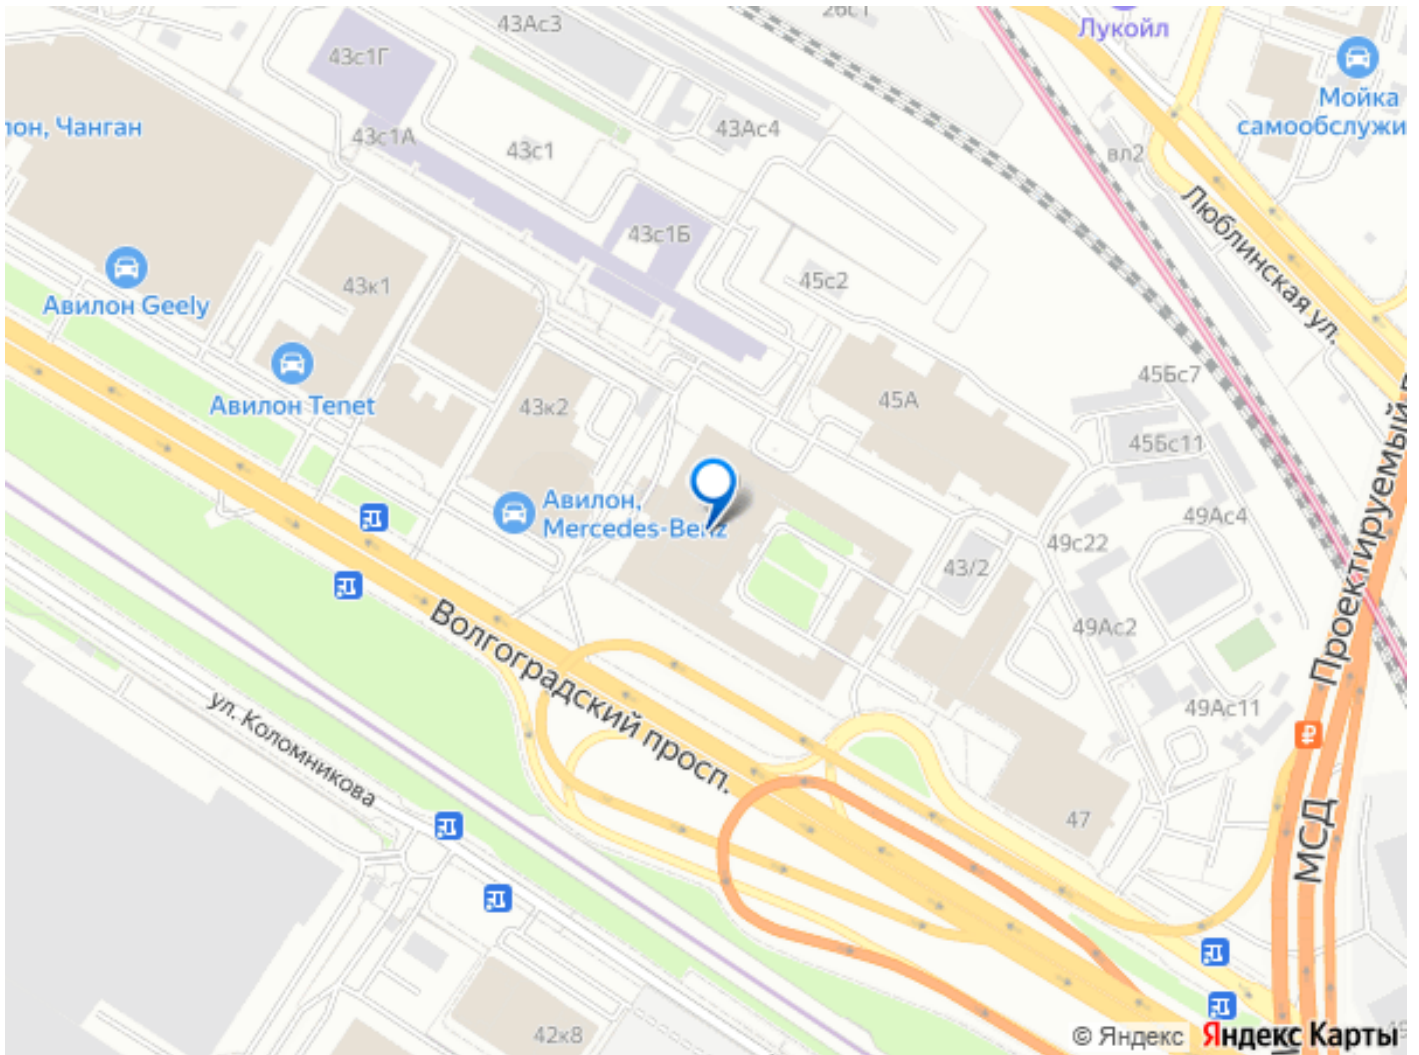 43Ас3
Лукойл
43с1Г
Мойка
самообслужи
лон, Чанган
43с1А
43Ас4
43с1
вл2
Люблинская ул.
43с1Б
45с2
43к1
Авилон Geely
Авилон Tenet
43к2
45А
45Бс7
45Бс11
Авилон,
Mercedes-Benz
49Ас4
49с22
43/2
49Ас2
Проектируемый
Волгоградский просп.
ул. Коломникова
49Ас11
47
МСД
42к8
© Яндекс
Яндекс Карты